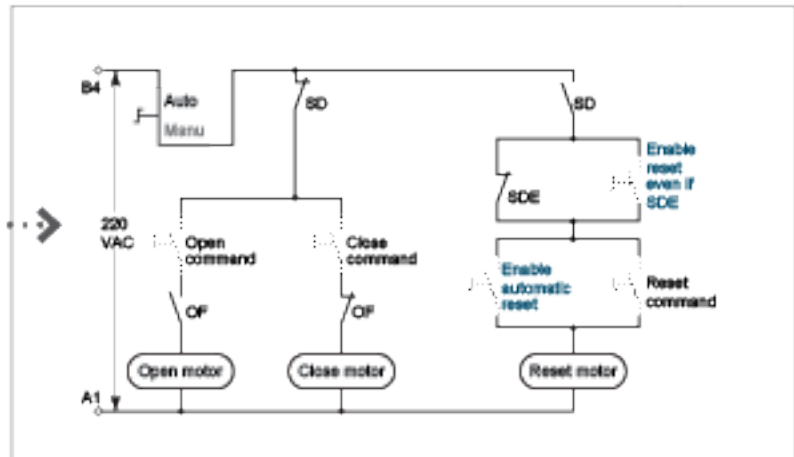 B4
Auto
Manu
SD
SD
Enable
reset
even if
SDE
SDE
220
VAC
Open
command
Close
command
Enable
automatic
reset
Reset
command
OF
OF
Open motor
Close motor
Reset motor
A1